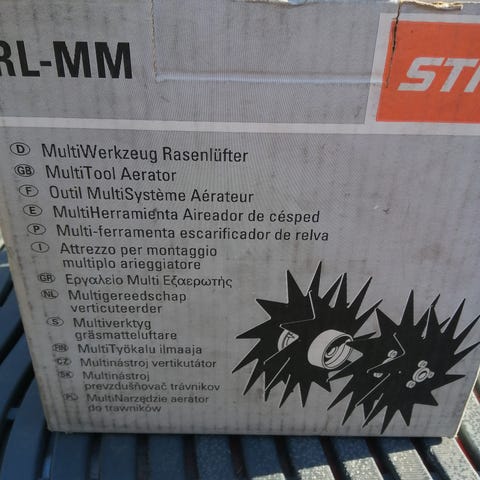 RL-MM
STI
D MultiWerkzeug Rasenlüfter
GB MultiTool Aerator
F Outil MultiSystème Aérateur
E MultiHerramienta Aireador de césped
P Multi-ferramenta escarificador de relva
I Attrezzo per montaggio
multiplo arieggiatore
GR Εργαλείο Multi Εξαερωτής
NL Multigereedschap
verticuteerder
S Multiverktyg
gräsmatteluftare
FIN MultiTyökalu ilmaaja
CZ Multinástroj vertikutátor
SK Multinástroj
prevzdušňovač trávnikov
PL MultiNarzędzie aerator
do trawników